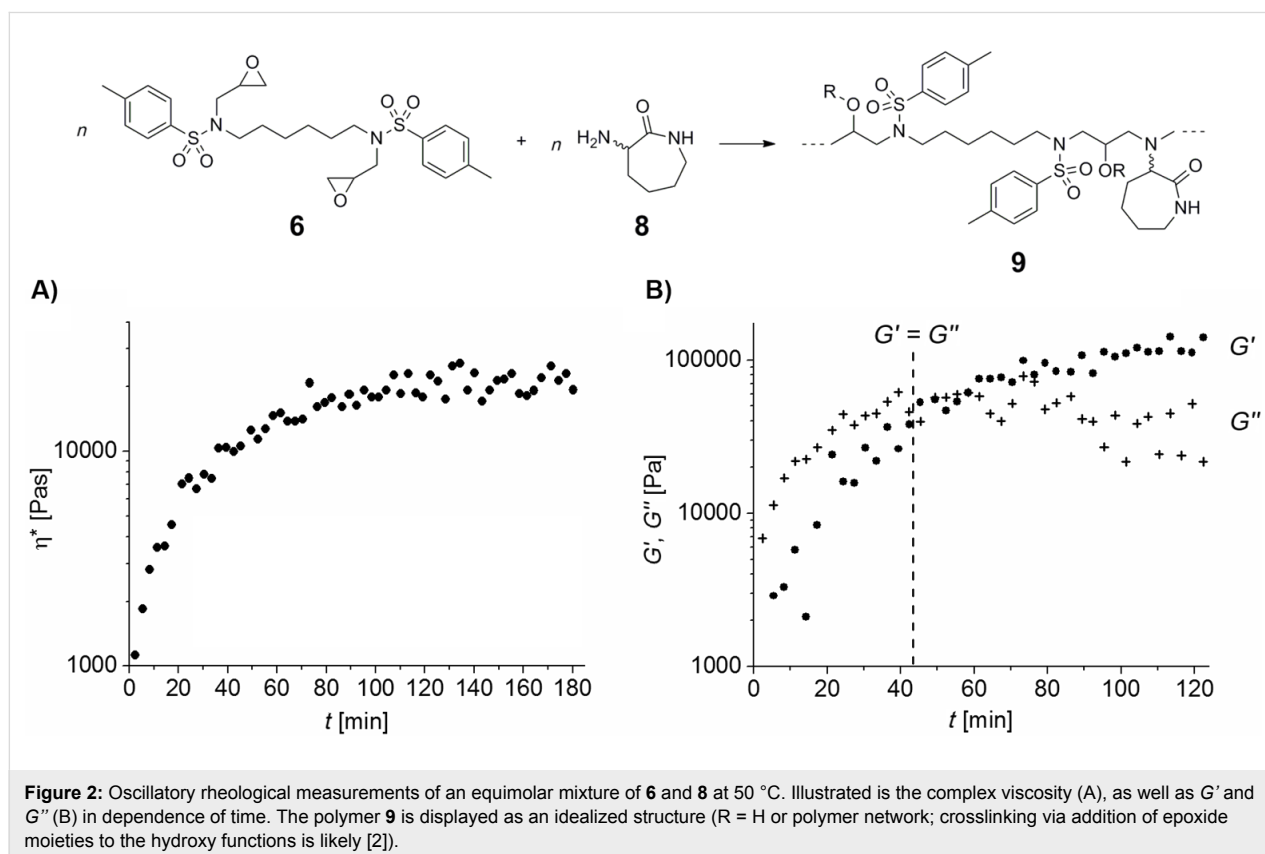 n
O
O
S
O
N
N
O
S
O
O
6
+
n
H₂N
O
NH
8
R
O
O
S
O
N
N
S
O
O
OR
N
O
NH
9
A)
η* [Pas]
10000
1000
0 20 40 60 80 100 120 140 160 180
t [min]
B)
G' = G''
G', G'' [Pa]
100000
10000
1000
G'
G''
0 20 40 60 80 100 120
t [min]
Figure 2: Oscillatory rheological measurements of an equimolar mixture of 6 and 8 at 50 °C. Illustrated is the complex viscosity (A), as well as G' and
G'' (B) in dependence of time. The polymer 9 is displayed as an idealized structure (R = H or polymer network; crosslinking via addition of epoxide
moieties to the hydroxy functions is likely [2]).